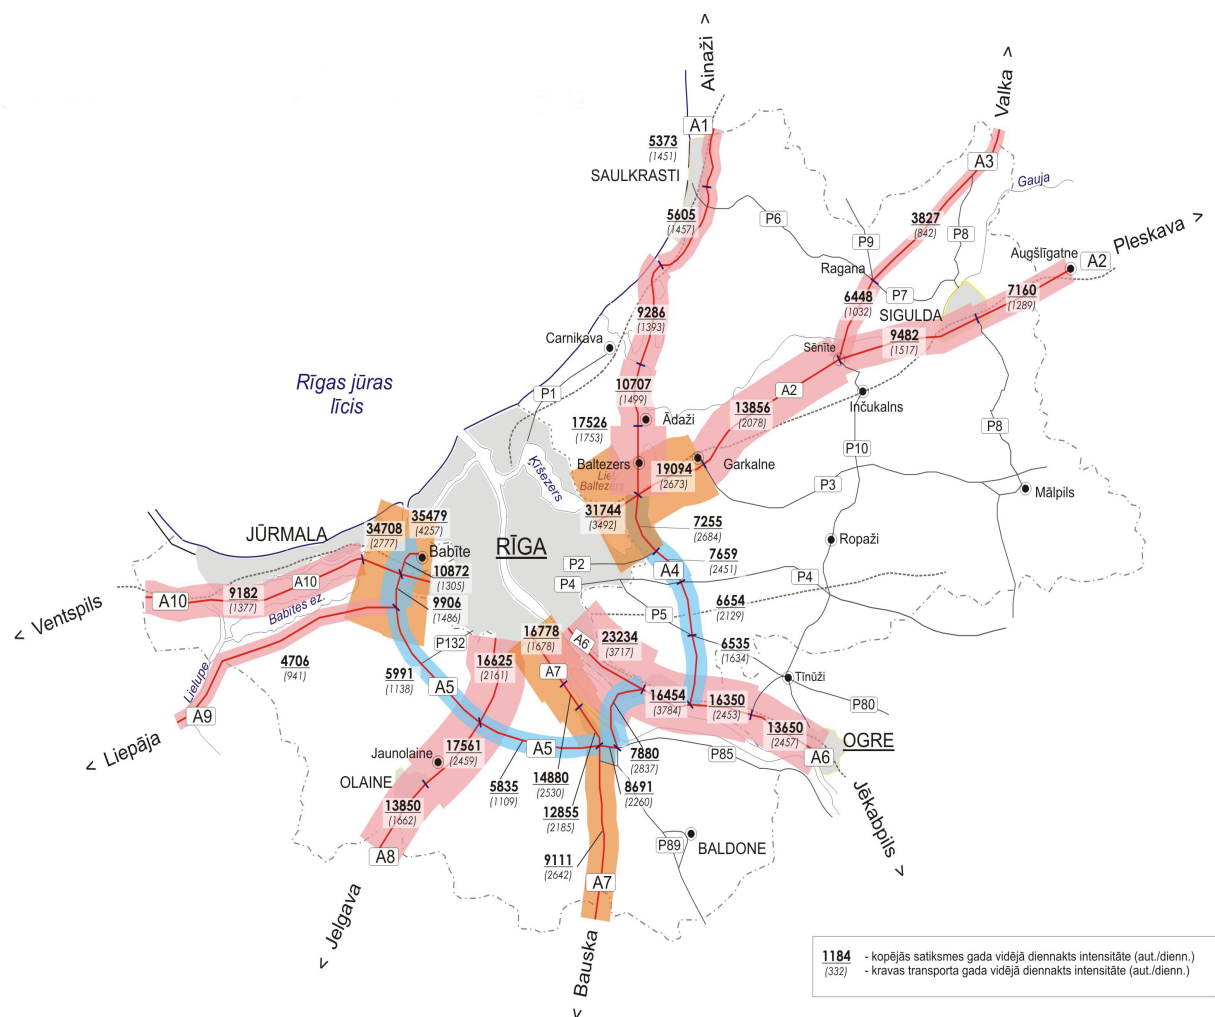 Ainaži >
Valka >
A1
5373
(1451)
SAULKRASTI
A3
Gauja
5605
(1457)
P6
3827
(842)
P9
P8
Augšlīgatne
A2
Pleskava >
Ragana
P7
7160
(1289)
6448
(1032)
SIGULDA
9286
(1393)
9482
(1517)
Carnikava
Sēnīte
Rīgas jūras
līcis
P1
10707
(1499)
A2
Inčukalns
13856
(2078)
17526
(1753)
Ādaži
P8
P10
Baltezers
19094
(2673)
Garkalne
Ķīšezers
Baltezers
P3
Mālpils
31744
(3492)
35479
(4257)
34708
(2777)
JŪRMALA
RĪGA
7255
(2684)
Ropaži
Babīte
7659
(2451)
P2
A4
10872
(1305)
P4
P4
A10
9182
(1377)
A10
9906
(1486)
Babītes ez.
6654
(2129)
P5
< Ventspils
16778
(1678)
A6
23234
(3717)
6535
(1634)
P132
4706
(941)
16625
(2161)
Lielupe
5991
(1138)
A5
A7
Tīnūži
16454
(3784)
16350
(2453)
P80
A9
< Liepāja
13650
(2457)
OGRE
17561
(2459)
A5
7880
(2837)
P85
A6
Jaunolaine
OLAINE
5835
(1109)
14880
(2530)
8691
(2260)
13850
(1662)
12855
(2185)
Jēkabpils >
A8
P89
BALDONE
9111
(2642)
A7
< Jelgava
< Bauska
1184 - kopējās satiksmes gada vidējā diennakts intensitāte (aut./dienn.)
(332) - kravas transporta gada vidējā diennakts intensitāte (aut./dienn.)